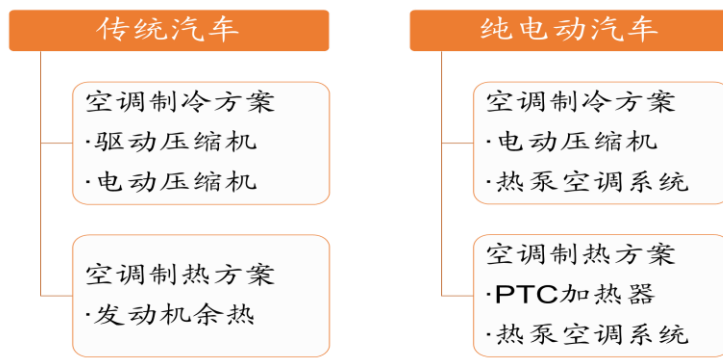 传统汽车
空调制冷方案
·驱动压缩机
·电动压缩机
空调制热方案
·发动机余热
纯电动汽车
空调制冷方案
·电动压缩机
·热泵空调系统
空调制热方案
·PTC加热器
·热泵空调系统